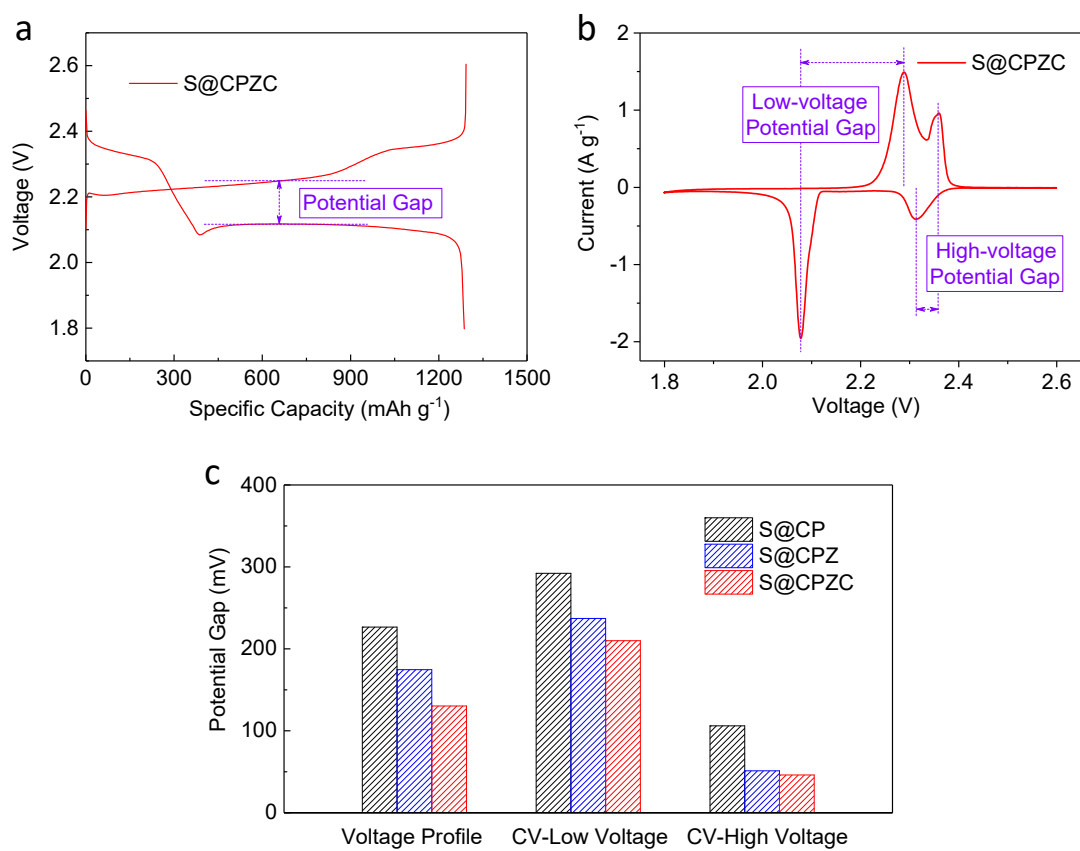 a
S@CPZC
2.6
2.4
2.2
2.0
1.8
Voltage (V)
Potential Gap
0 300 600 900 1200 1500
Specific Capacity (mAh g⁻¹)
b
S@CPZC
2
1
0
-1
-2
Current (A g⁻¹)
Low-voltage
Potential Gap
High-voltage
Potential Gap
1.8 2.0 2.2 2.4 2.6
Voltage (V)
c
400
300
200
100
0
Potential Gap (mV)
S@CP
S@CPZ
S@CPZC
Voltage Profile CV-Low Voltage CV-High Voltage